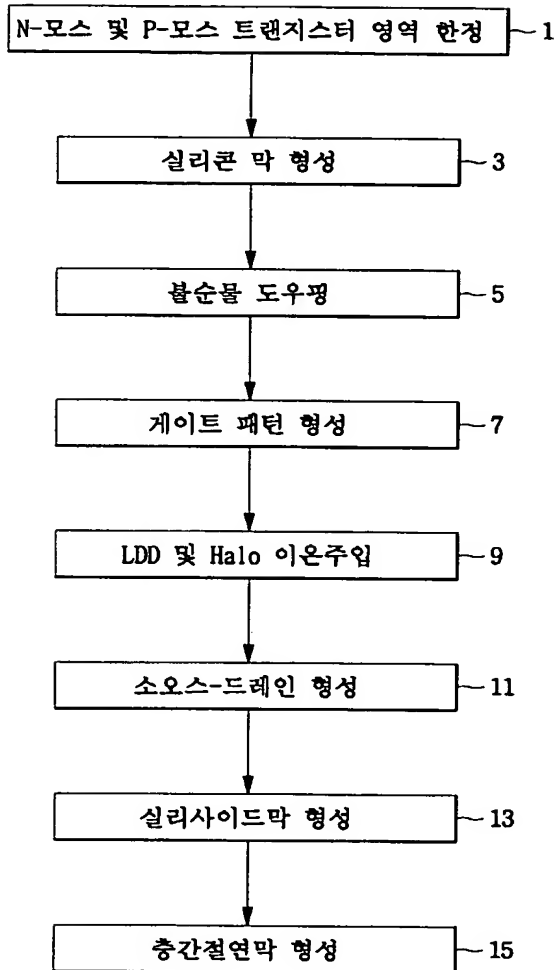 N-모스 및 P-모스 트랜지스터 영역 한정 1
실리콘 막 형성 3
불순물 도우핑 5
게이트 패턴 형성 7
LDD 및 Halo 이온주입 9
소오스-드레인 형성 11
실리사이드막 형성 13
층간절연막 형성 15